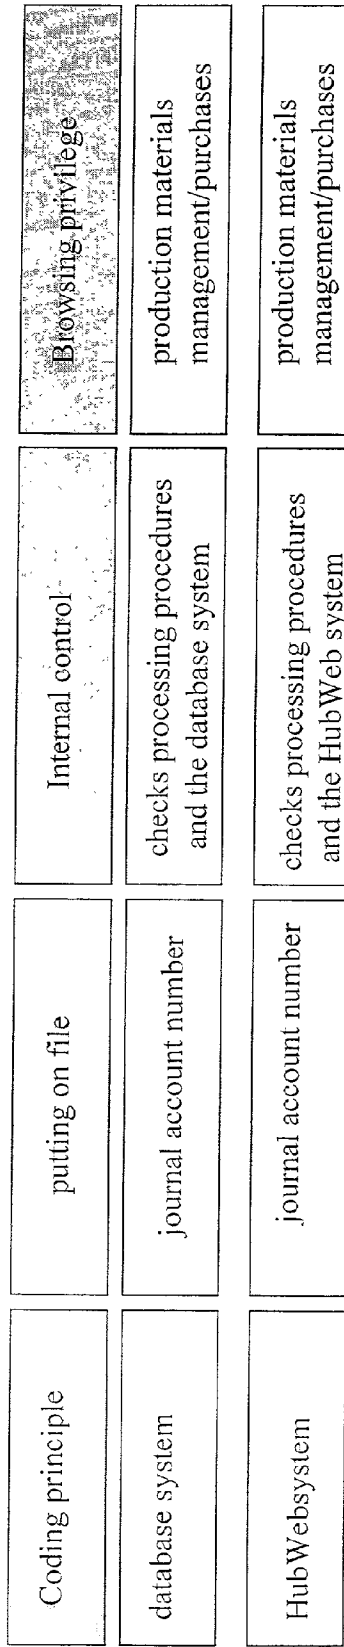 Coding principle
putting on file
Internal control
Browsing privilege
database system
journal account number
checks processing procedures
and the database system
production materials
management/purchases
HubWebsystem
journal account number
checks processing procedures
and the HubWeb system
production materials
management/purchases